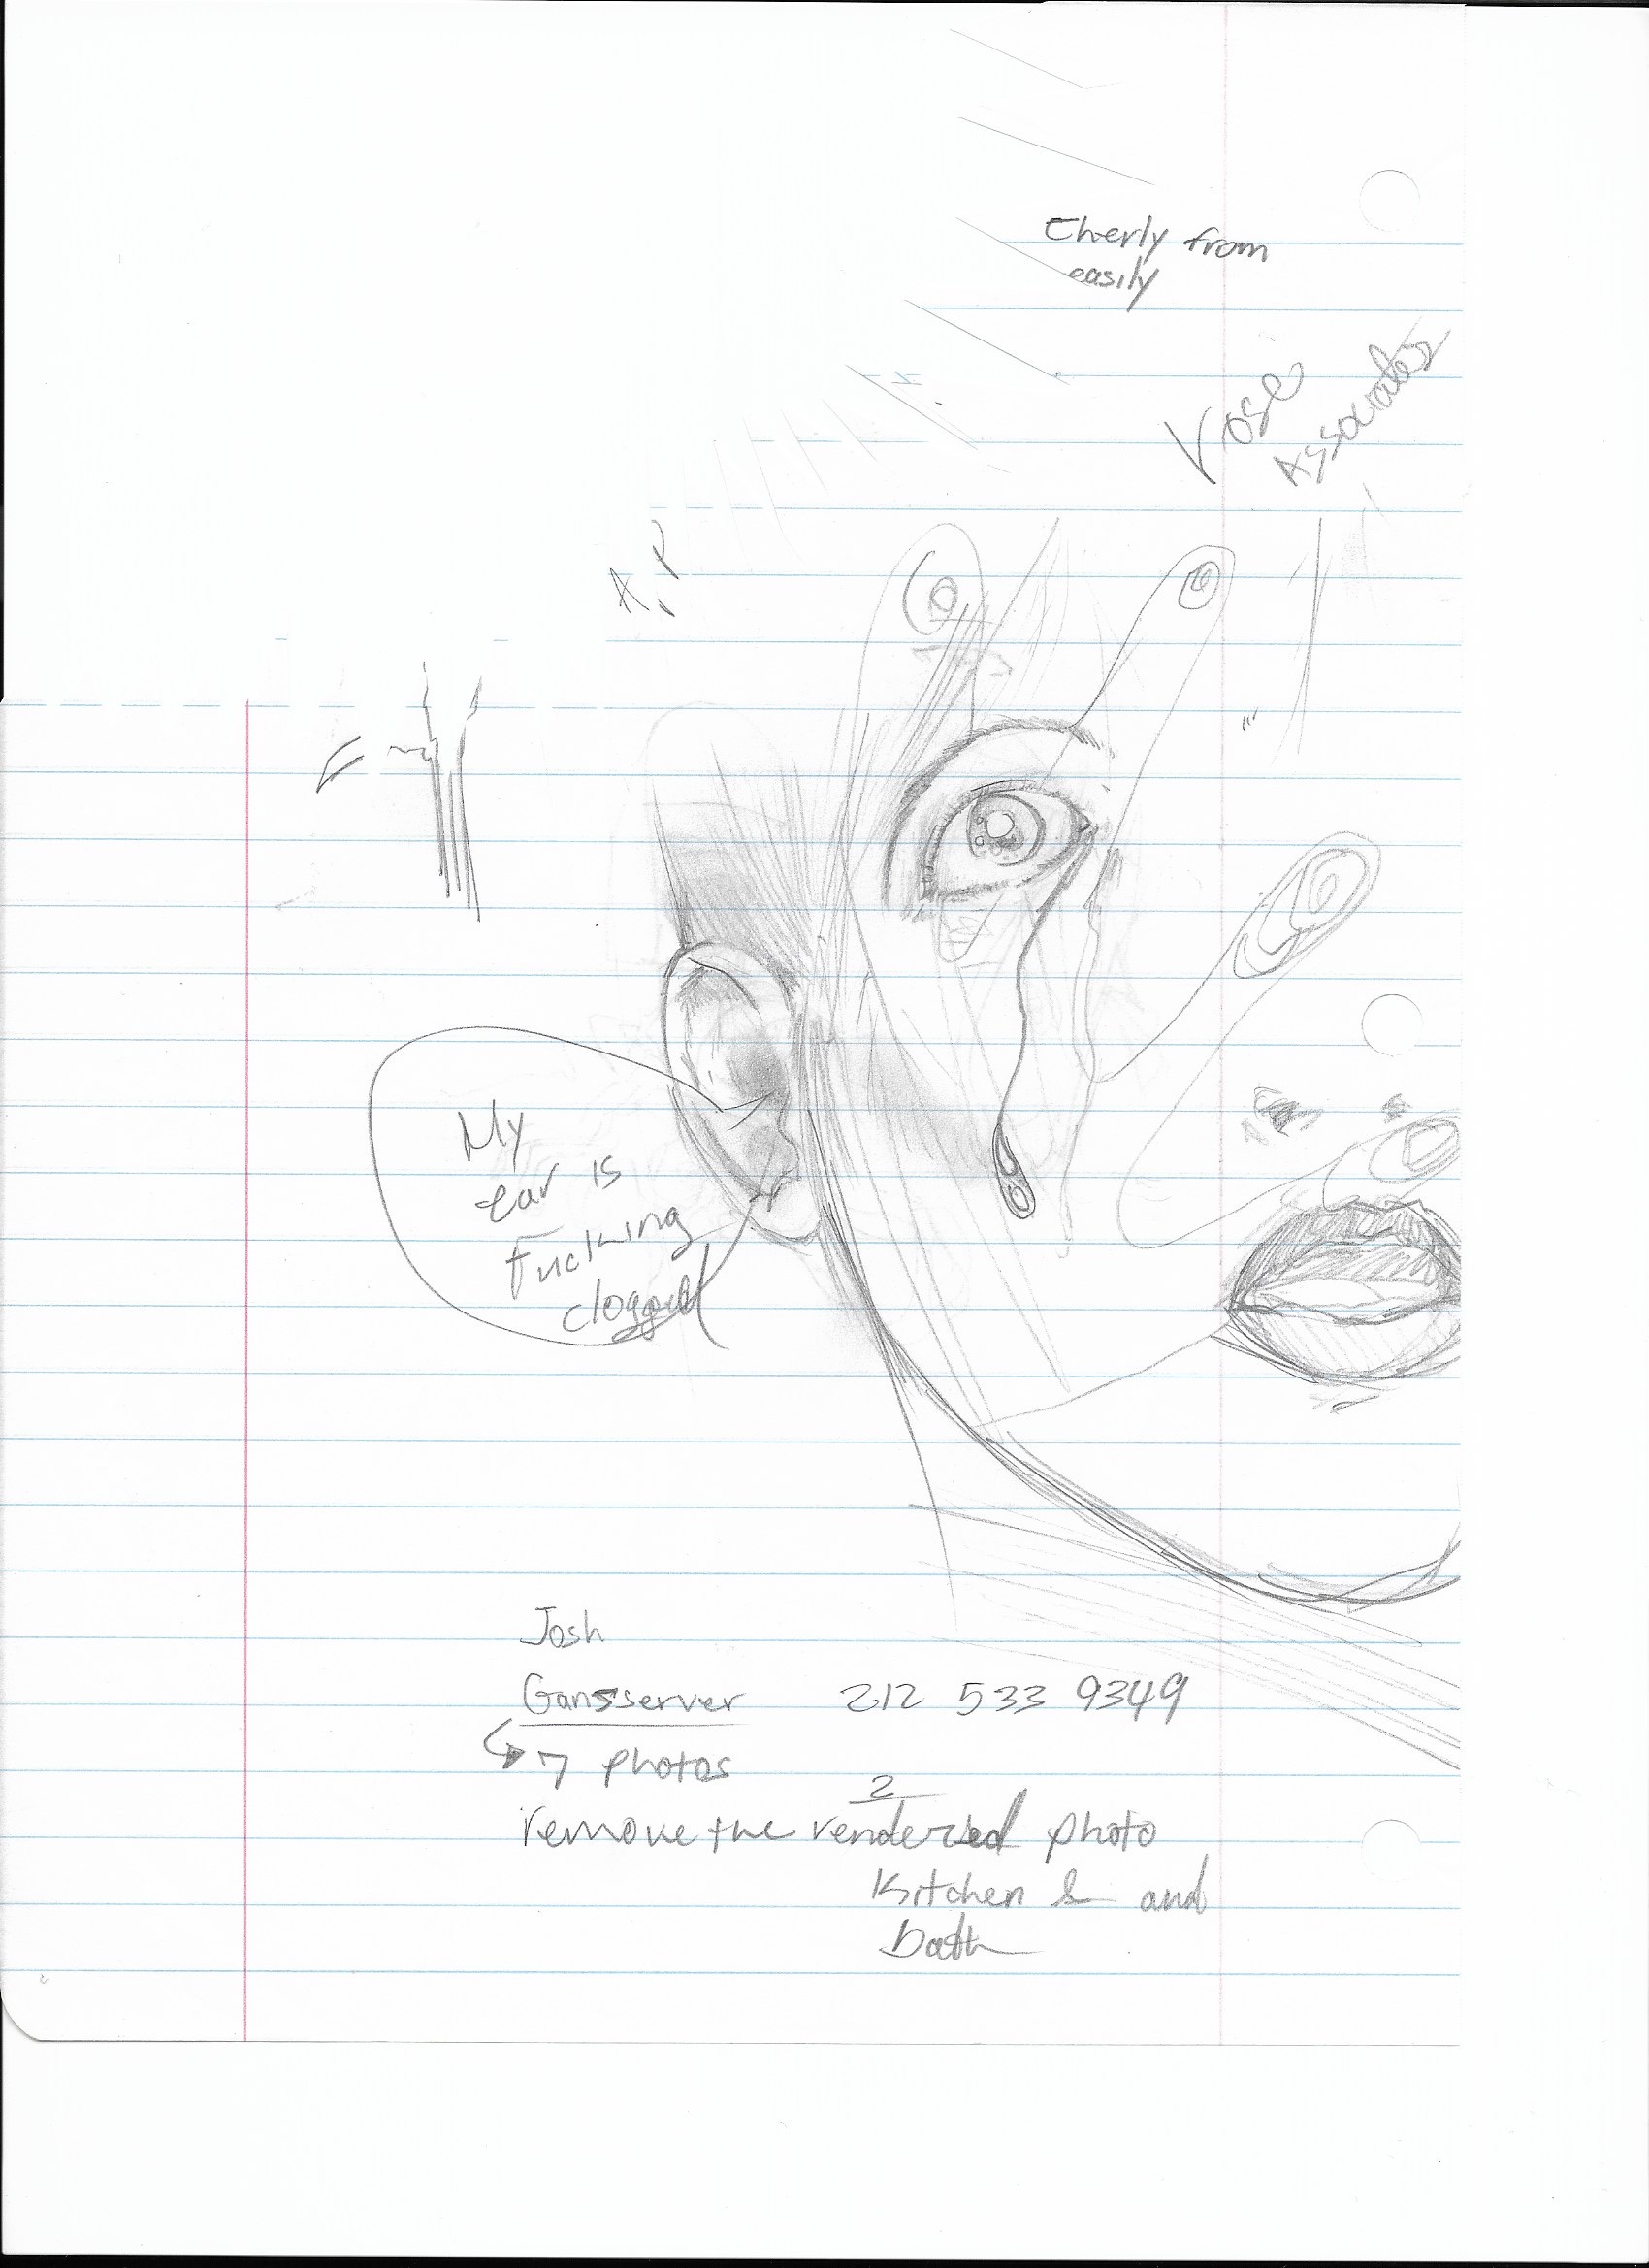 Cherly from
easily
Vose
Associates
A.P
My
ear is
fucking
clogged
Josh
Gansserver 212 533 9349
7 photos
2
remove the rendered photo
Kitchen & and
bath